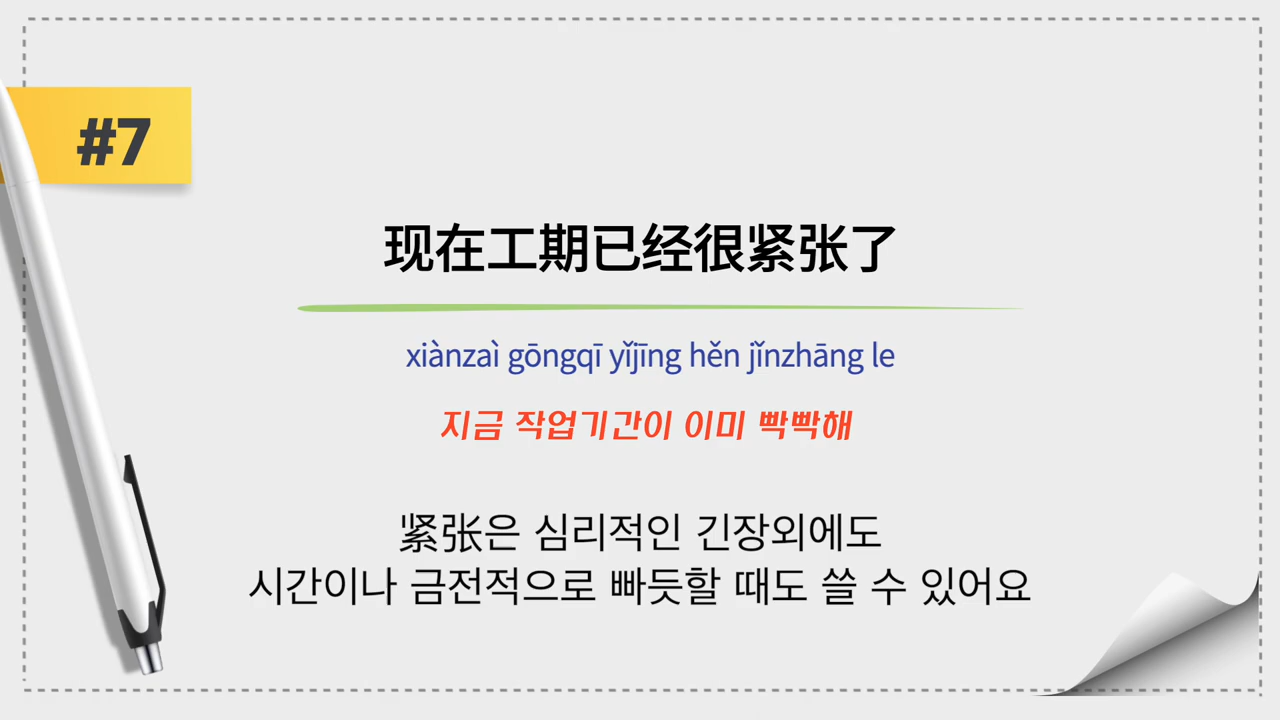 #7
现在工期已经很紧张了
xiànzaì gōngqī yǐjīng hěn jǐnzhāng le
지금 작업기간이 이미 빡빡해
紧张은 심리적인 긴장외에도
시간이나 금전적으로 빠듯할 때도 쓸 수 있어요